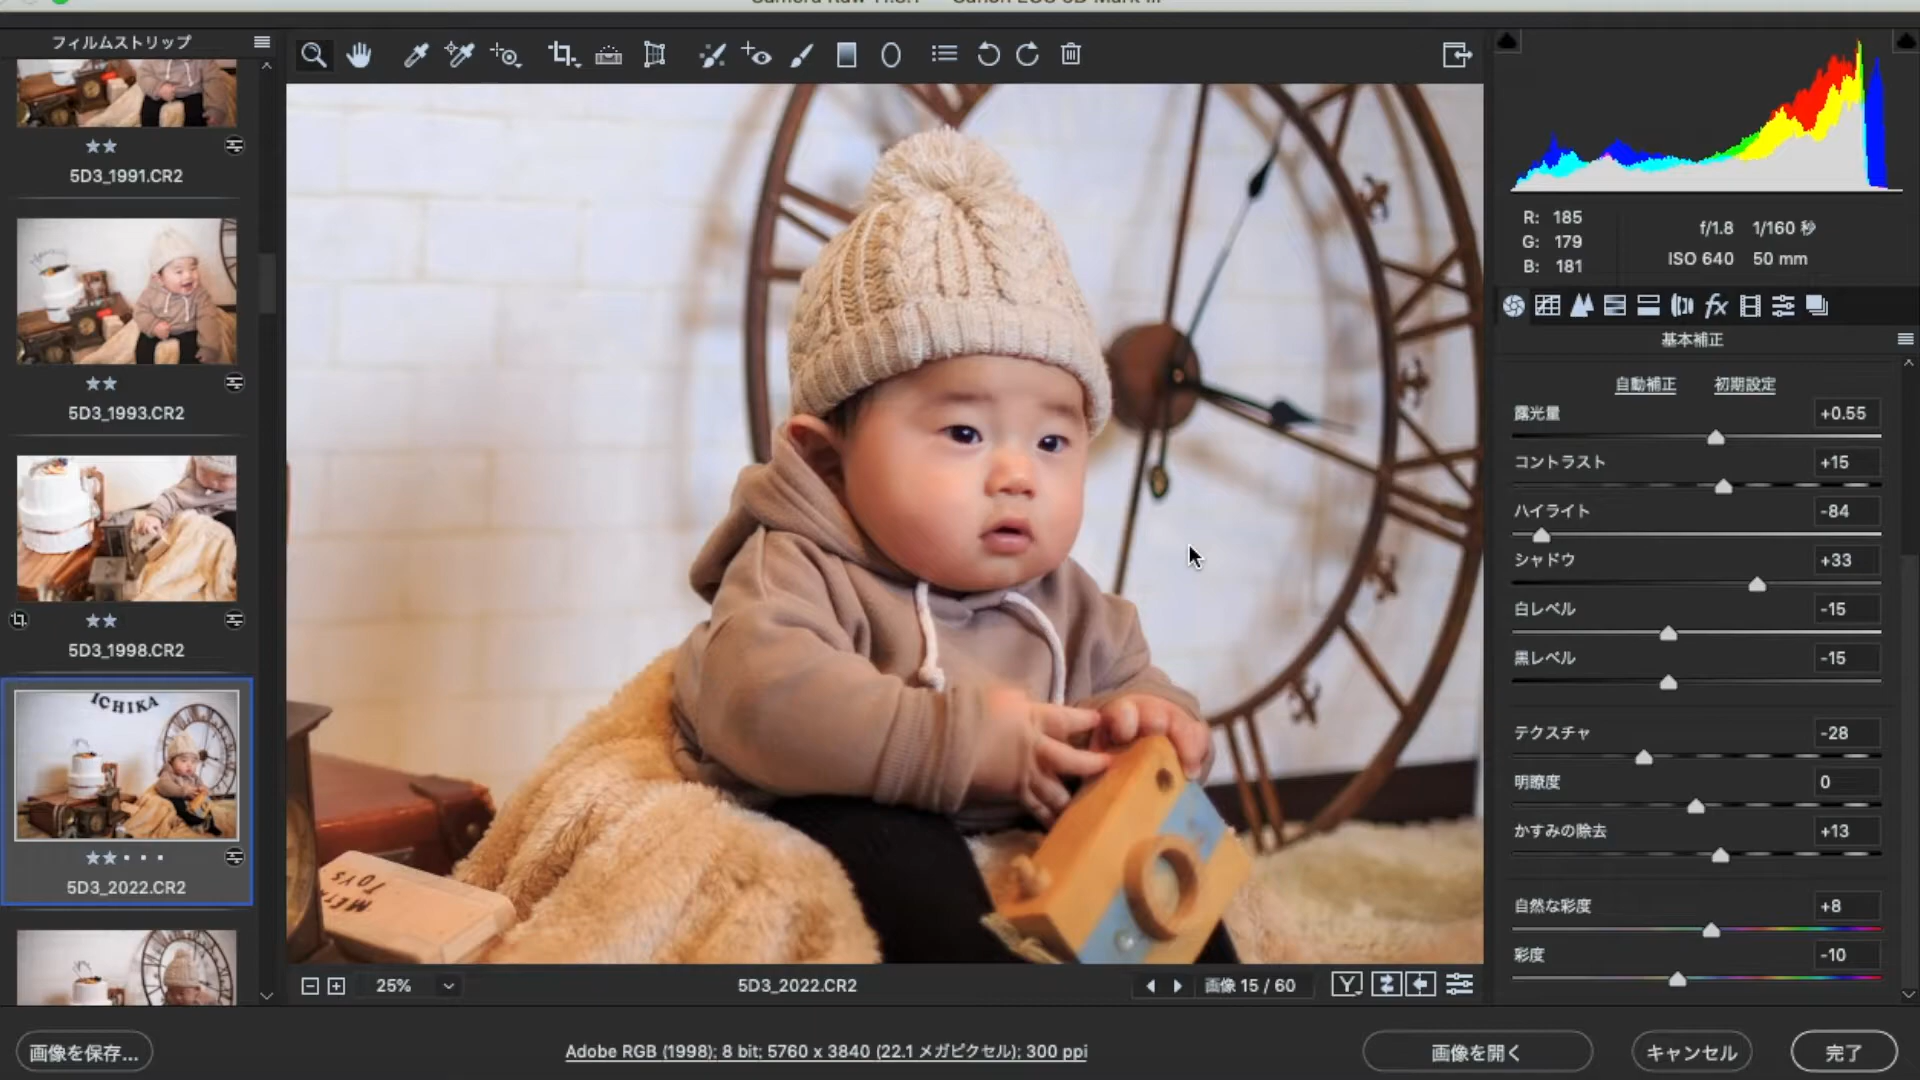 フィルムストリップ
5D3_1991.CR2
5D3_1993.CR2
5D3_1998.CR2
ICHIKA
5D3_2022.CR2
TOYS
R: 185
G: 179
B: 181
f/1.8 1/160 秒
ISO 640 50 mm
fx
基本補正
自動補正 初期設定
露光量 +0.55
コントラスト +15
ハイライト -84
シャドウ +33
白レベル -15
黒レベル -15
テクスチャ -28
明瞭度 0
かすみの除去 +13
自然な彩度 +8
彩度 -10
25%
5D3_2022.CR2
画像 15 / 60
Y
画像を保存...
Adobe RGB (1998); 8 bit; 5760 x 3840 (22.1 メガピクセル); 300 ppi
画像を開く
キャンセル
完了